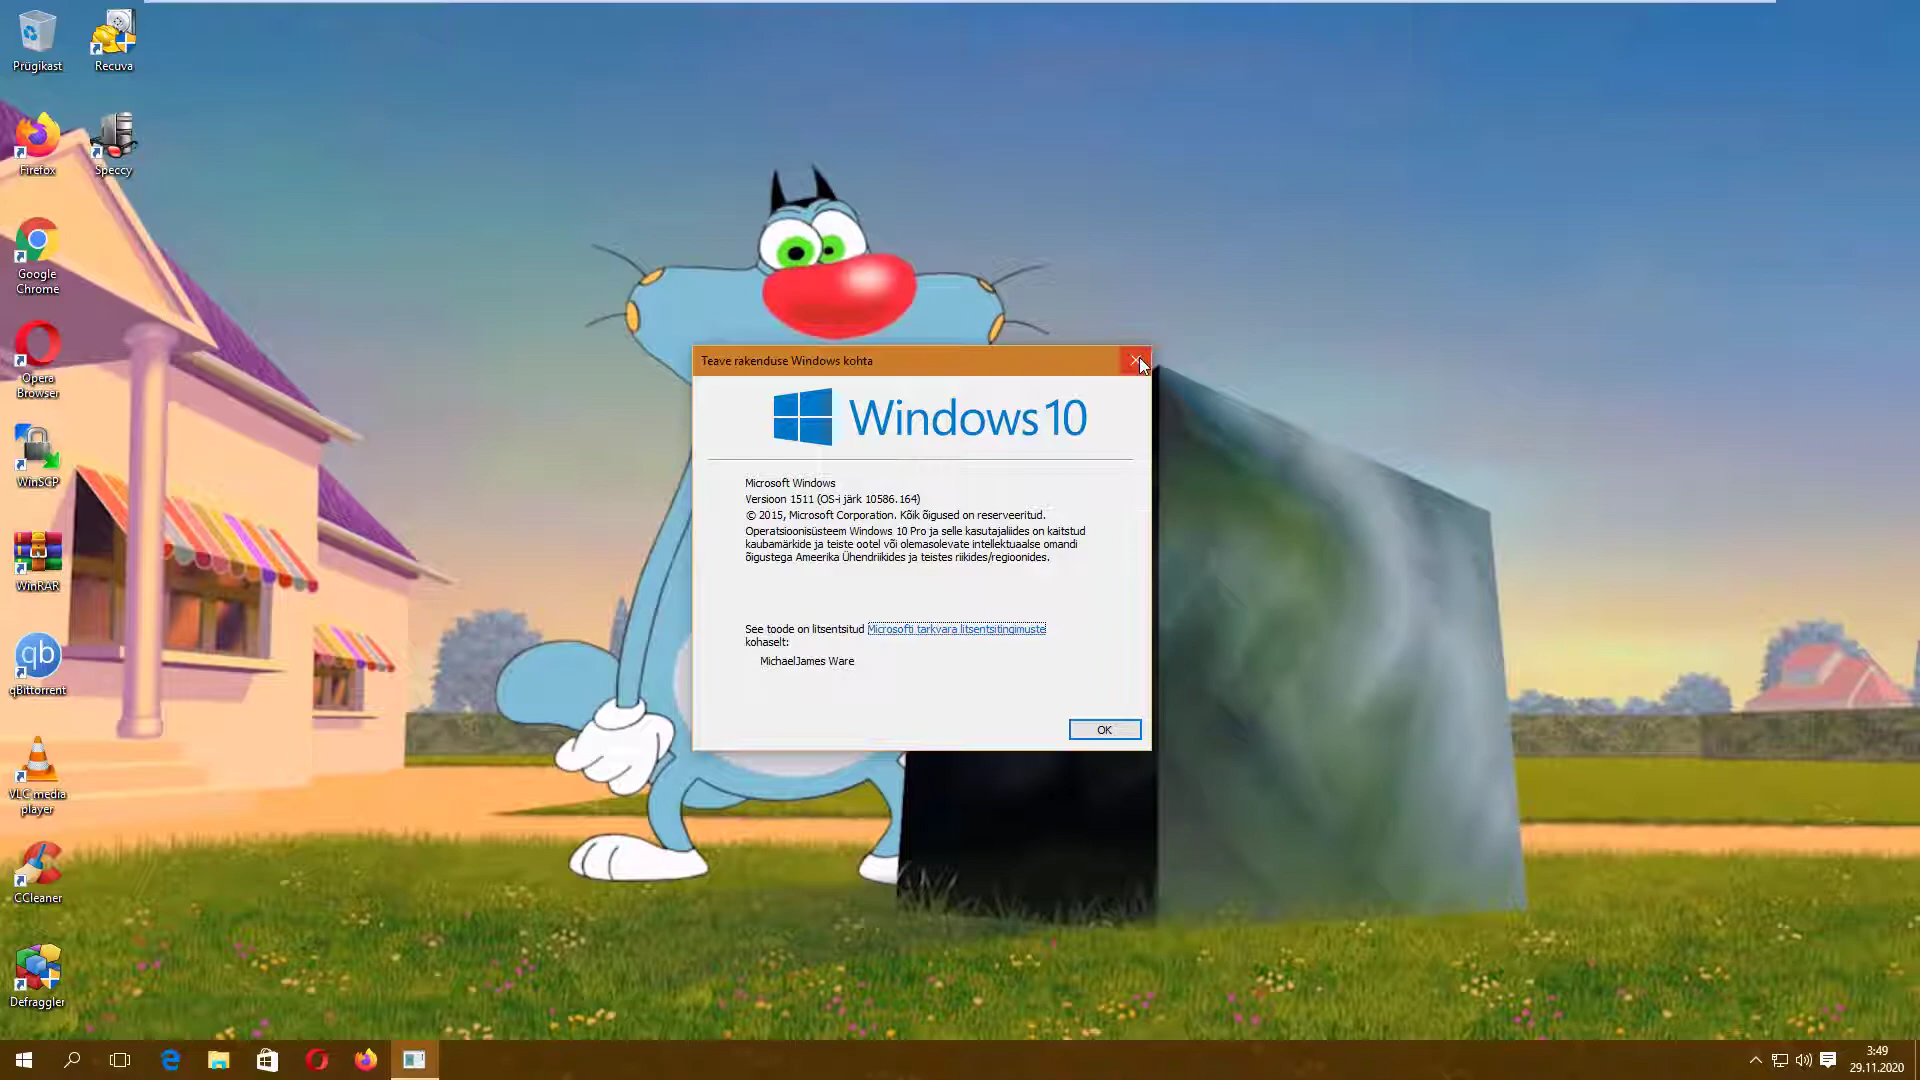 Prügikast
Recuva
Firefox
Speccy
Google
Chrome
Opera
Browser
WinSCP
WinRAR
qb
qBittorrent
VLC media
player
CCleaner
Defraggler
Teave rakenduse Windows kohta
Windows 10
Microsoft Windows
Versioon 1511 (OS-i järk 10586.164)
© 2015, Microsoft Corporation. Kõik õigused on reserveeritud.
Operatsioonisüsteem Windows 10 Pro ja selle kasutajaliides on kaitstud
kaubamärkide ja teiste ootel või olemasolevate intellektuaalse omandi
õigustega Ameerika Ühendriikides ja teistes riikides/regioonides.
See toode on litsentsitud Microsofti tarkvara litsentsitingimuste
kohaselt:
MichaelJames Ware
OK
3:49
29.11.2020